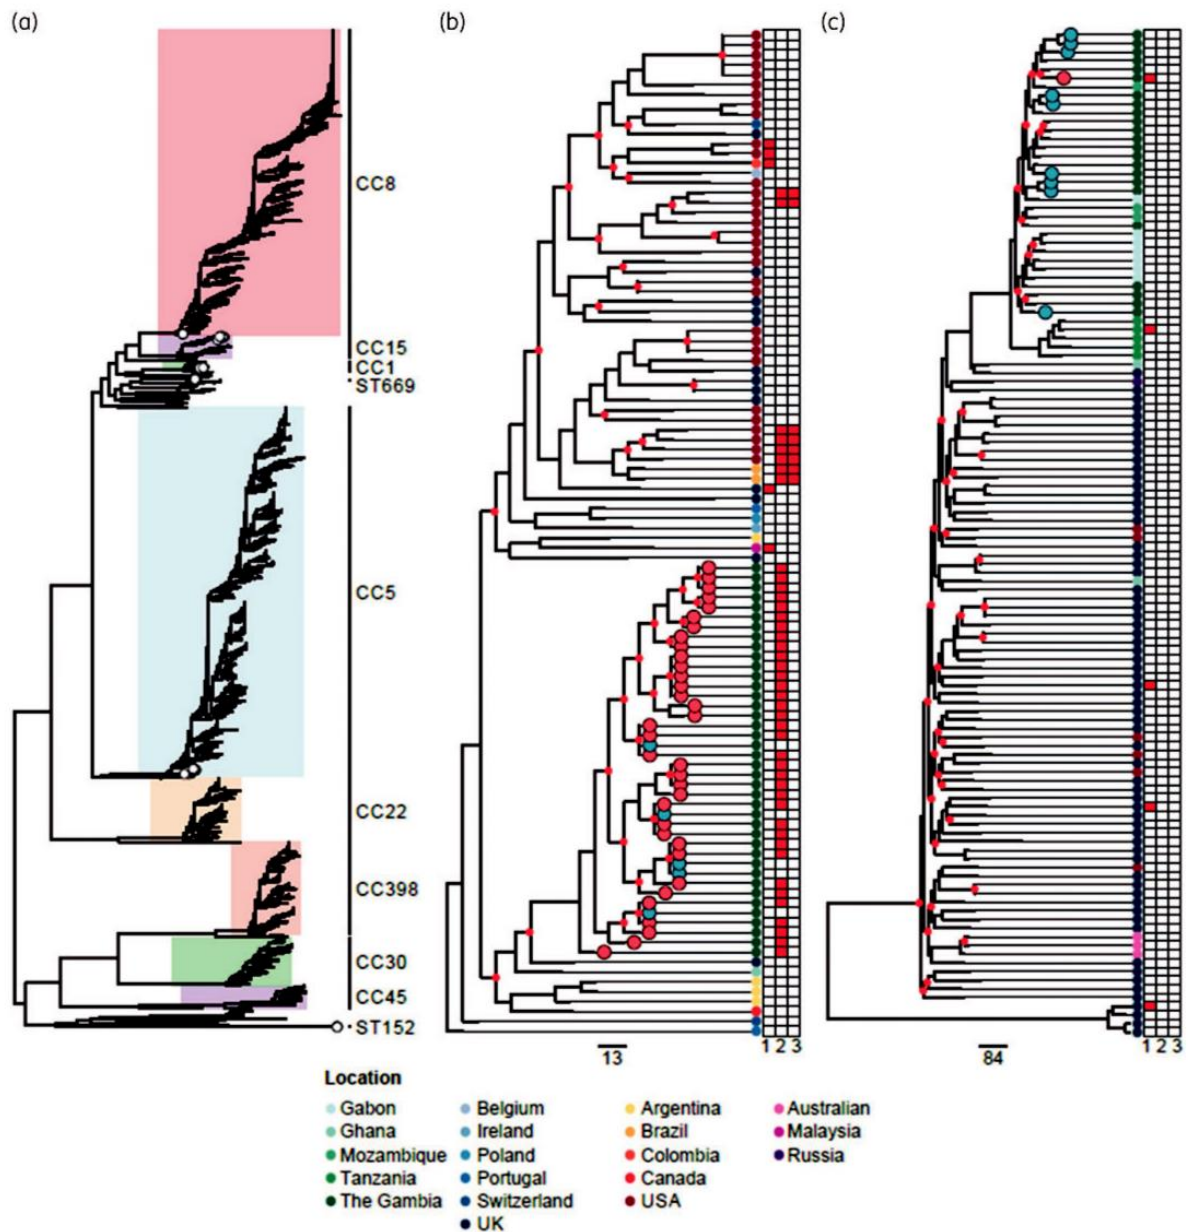 (a)
(b)
(c)
CC8
CC15
CC1
ST669
CC5
CC22
CC398
CC30
CC45
ST152
1 2 3
13
1 2 3
84
Location
Gabon
Ghana
Mozambique
Tanzania
The Gambia
Belgium
Ireland
Poland
Portugal
Switzerland
UK
Argentina
Brazil
Colombia
Canada
USA
Australian
Malaysia
Russia